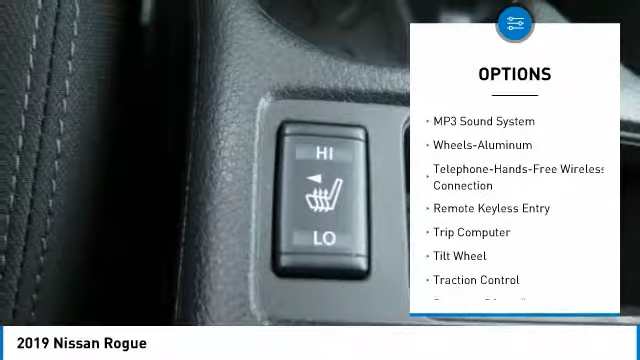 HI
LO
OPTIONS
MP3 Sound System
Wheels-Aluminum
Telephone-Hands-Free Wireless
Connection
Remote Keyless Entry
Trip Computer
Tilt Wheel
Traction Control
2019 Nissan Rogue